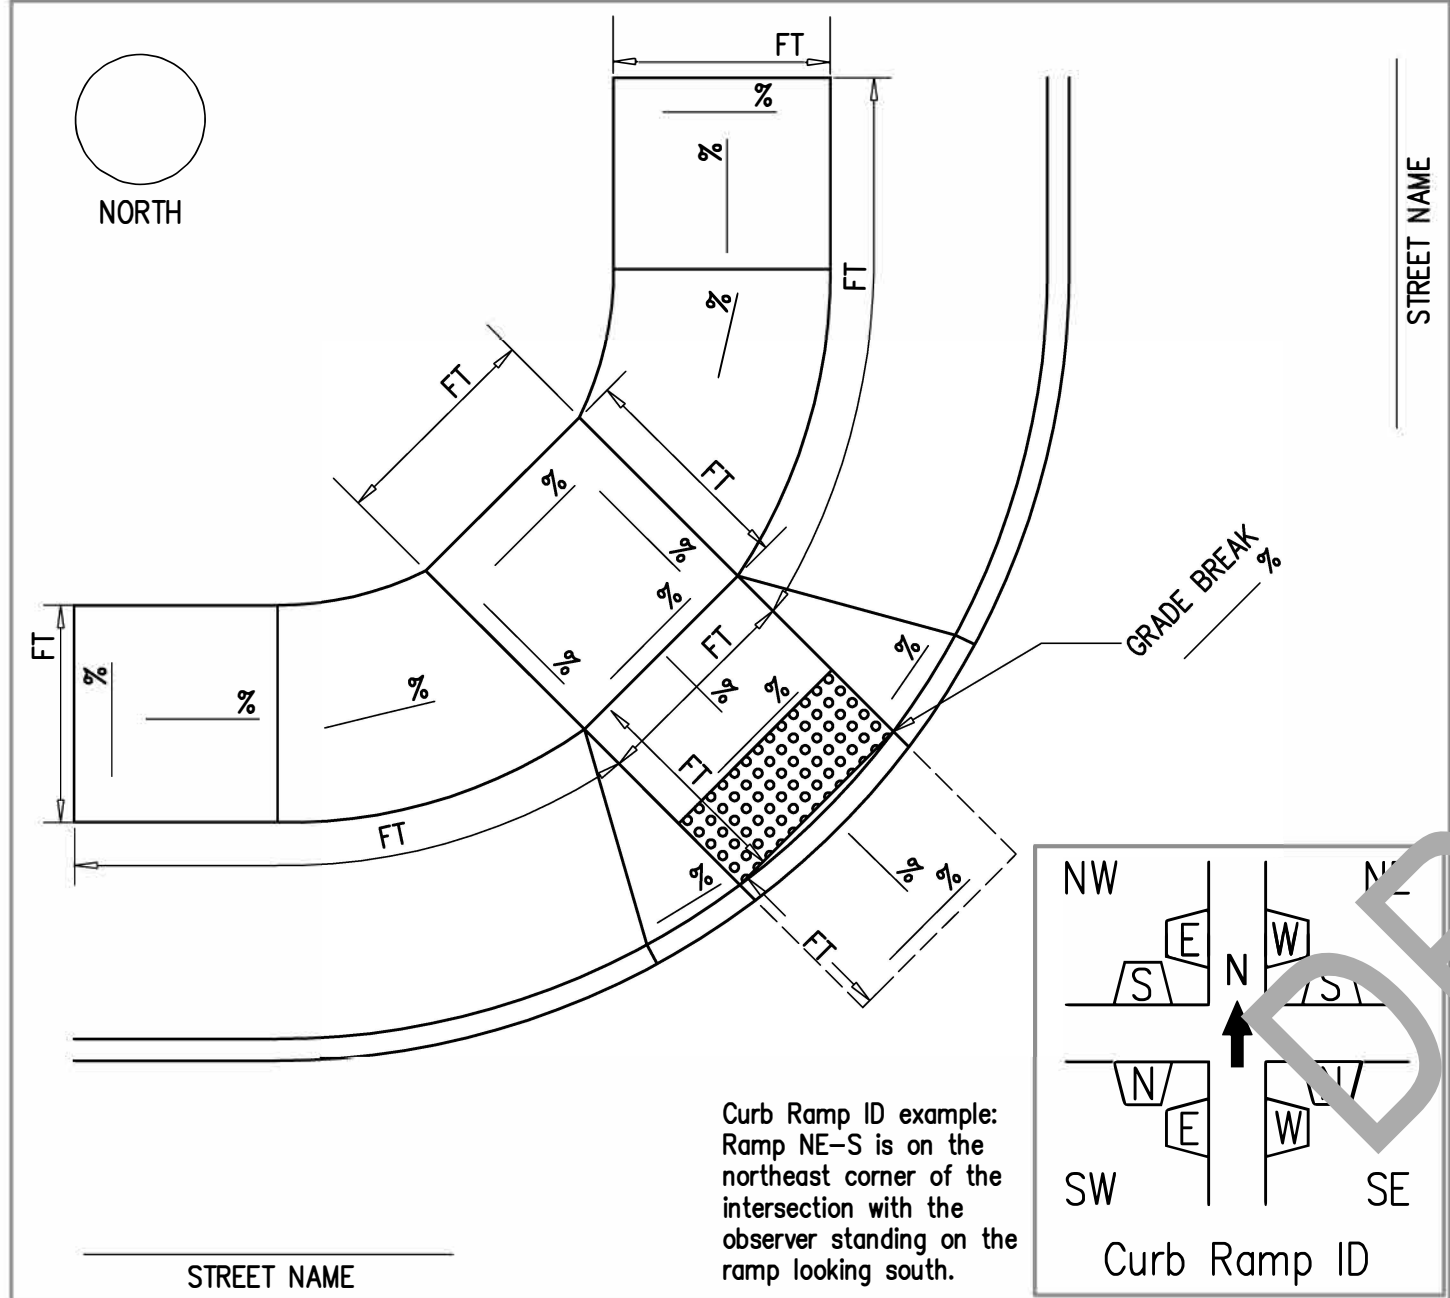 FT
%
%
NORTH
STREET NAME
FT
%
FT
FT
%
%
%
%
GRADE BREAK
%
FT
%
%
%
FT
%
%
%
FT
FT
%
%
%
FT
NW
NE
E
W
S
N
S
N
N
E
W
SW
SE
Curb Ramp ID
Curb Ramp ID example:
Ramp NE-S is on the
northeast corner of the
intersection with the
observer standing on the
ramp looking south.
STREET NAME